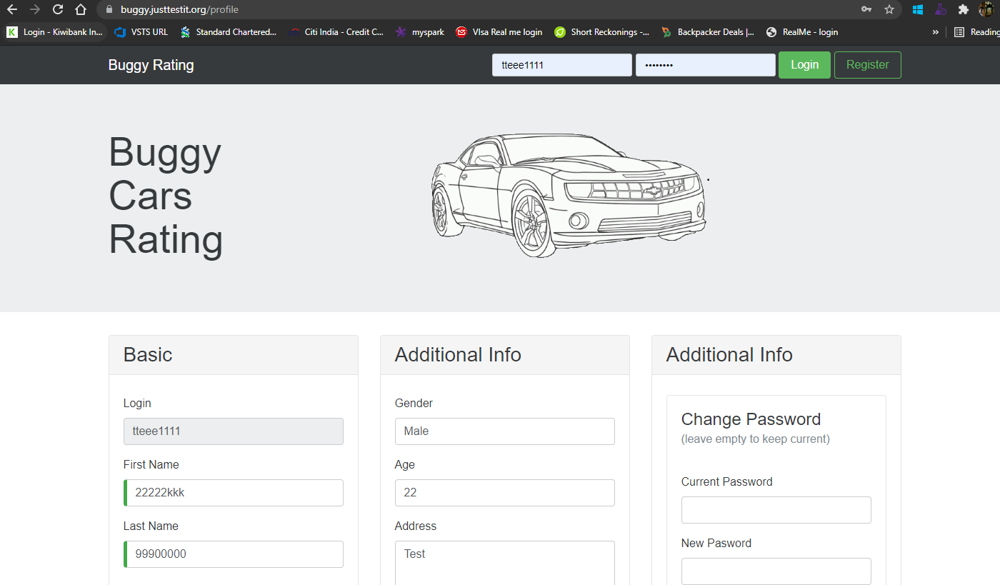 buggy.justtestit.org/profile
K Login - Kiwibank In... VSTS URL Standard Chartered... Citi India - Credit C... myspark VIsa Real me login Short Reckonings -... Backpacker Deals |... RealMe - login » Reading
Buggy Rating tteee1111 •••••••• Login Register
Buggy
Cars
Rating
Basic
Login
tteee1111
First Name
22222kkk
Last Name
99900000
Additional Info
Gender
Male
Age
22
Address
Test
Additional Info
Change Password
(leave empty to keep current)
Current Password
New Pasword